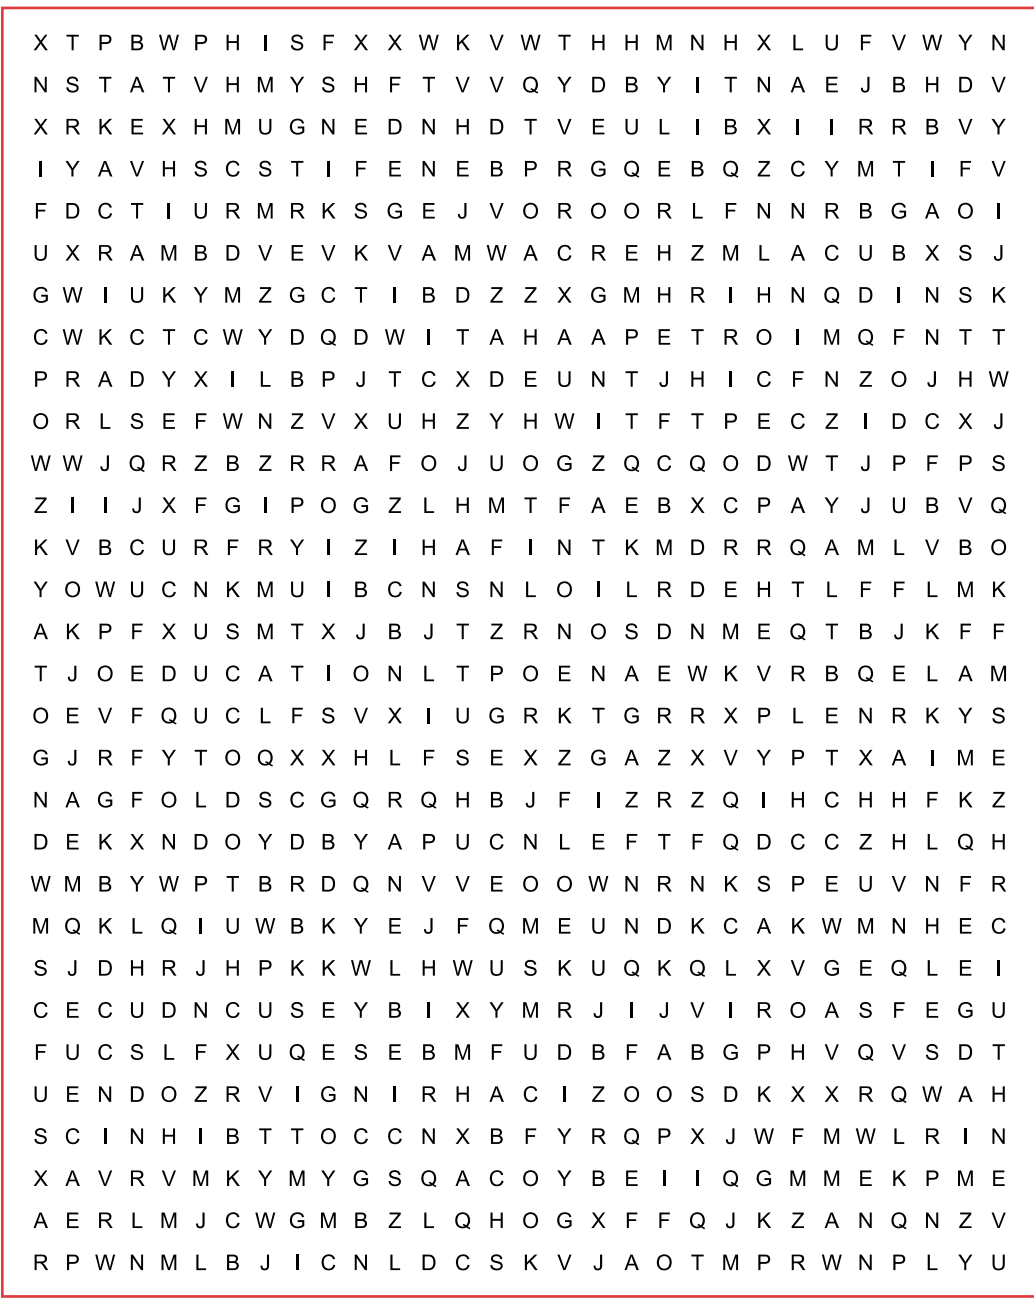 X T P B W P H I S F X X W K V W T H H M N H X L U F V W Y N
N S T A T V H M Y S H F T V V Q Y D B Y I T N A E J B H D V
X R K E X H M U G N E D N H D T V E U L I B X I I R R B V Y
I Y A V H S C S T I F E N E B P R G Q E B Q Z C Y M T I F V
F D C T I U R M R K S G E J V O R O O R L F N N R B G A O I
U X R A M B D V E V K V A M W A C R E H Z M L A C U B X S J
G W I U K Y M Z G C T I B D Z Z X G M H R I H N Q D I N S K
C W K C T C W Y D Q D W I T A H A A P E T R O I M Q F N T T
P R A D Y X I L B P J T C X D E U N T J H I C F N Z O J H W
O R L S E F W N Z V X U H Z Y H W I T F T P E C Z I D C X J
W W J Q R Z B Z R R A F O J U O G Z Q C Q O D W T J P F P S
Z I I J X F G I P O G Z L H M T F A E B X C P A Y J U B V Q
K V B C U R F R Y I Z I H A F I N T K M D R R Q A M L V B O
Y O W U C N K M U I B C N S N L O I L R D E H T L F F L M K
A K P F X U S M T X J B J T Z R N O S D N M E Q T B J K F F
T J O E D U C A T I O N L T P O E N A E W K V R B Q E L A M
O E V F Q U C L F S V X I U G R K T G R R X P L E N R K Y S
G J R F Y T O Q X X H L F S E X Z G A Z X V Y P T X A I M E
N A G F O L D S C G Q R Q H B J F I Z R Z Q I H C H H F K Z
D E K X N D O Y D B Y A P U C N L E F T F Q D C C Z H L Q H
W M B Y W P T B R D Q N V V E O O W N R N K S P E U V N F R
M Q K L Q I U W B K Y E J F Q M E U N D K C A K W M N H E C
S J D H R J H P K K W L H W U S K U Q K Q L X V G E Q L E I
C E C U D N C U S E Y B I X Y M R J I J V I R O A S F E G U
F U C S L F X U Q E S E B M F U D B F A B G P H V Q V S D T
U E N D O Z R V I G N I R H A C I Z O O S D K X X R Q W A H
S C I N H I B T T O C C N X B F Y R Q P X J W F M W L R I N
X A V R V M K Y M Y G S Q A C O Y B E I I Q G M M E K P M E
A E R L M J C W G M B Z L Q H O G X F F Q J K Z A N Q N Z V
R P W N M L B J I C N L D C S K V J A O T M P R W N P L Y U